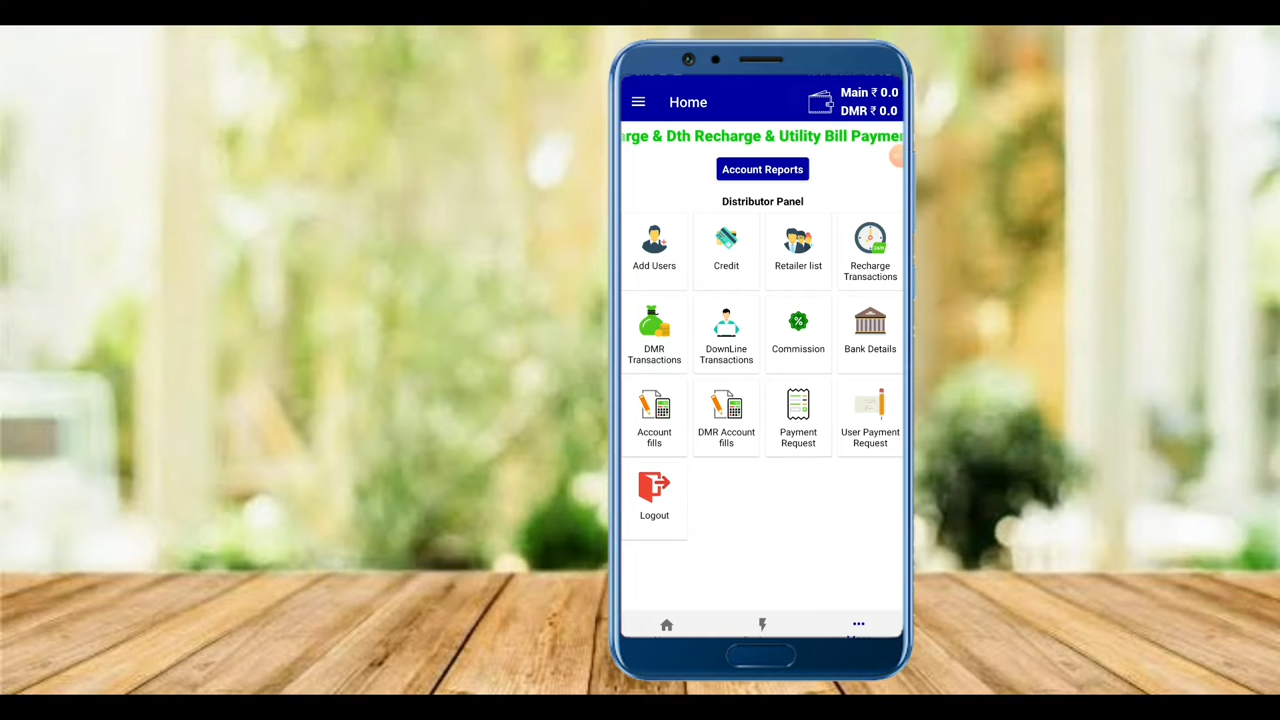 Home
Main ₹ 0.0
DMR ₹ 0.0
& Dth Recharge & Utility Bill
Account Reports
Distributor Panel
Add Users
Credit
Retailer list
Recharge
Transactions
DMR
Transactions
DownLine
Transactions
Commission
Bank Details
Account
fills
DMR Account
fills
Payment
Request
User Payment
Request
Logout